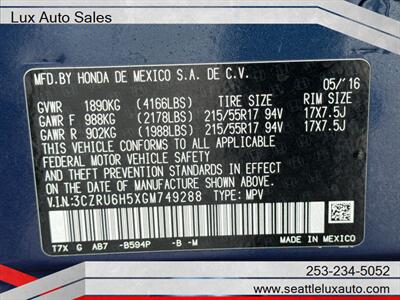 Lux Auto Sales
MFD.BY HONDA DE MEXICO S.A. DE C.V.
05/'16
GVWR 1890KG (4166LBS) TIRE SIZE RIM SIZE
GAWR F 988KG (2178LBS) 215/55R17 94V 17X7.5J
GAWR R 902KG (1988LBS) 215/55R17 94V 17X7.5J
THIS VEHICLE CONFORMS TO ALL APPLICABLE
FEDERAL MOTOR VEHICLE SAFETY, BUMPER, AND
THEFT PREVENTION STANDARDS IN EFFECT ON
THE DATE OF MANUFACTURE SHOWN ABOVE.
V.I.N:3CZRU6H5XGM749288 TYPE: MPV
T7X G AB7 -B594P -B -M
MADE IN MEXICO
253-234-5052
www.seattleluxauto.com